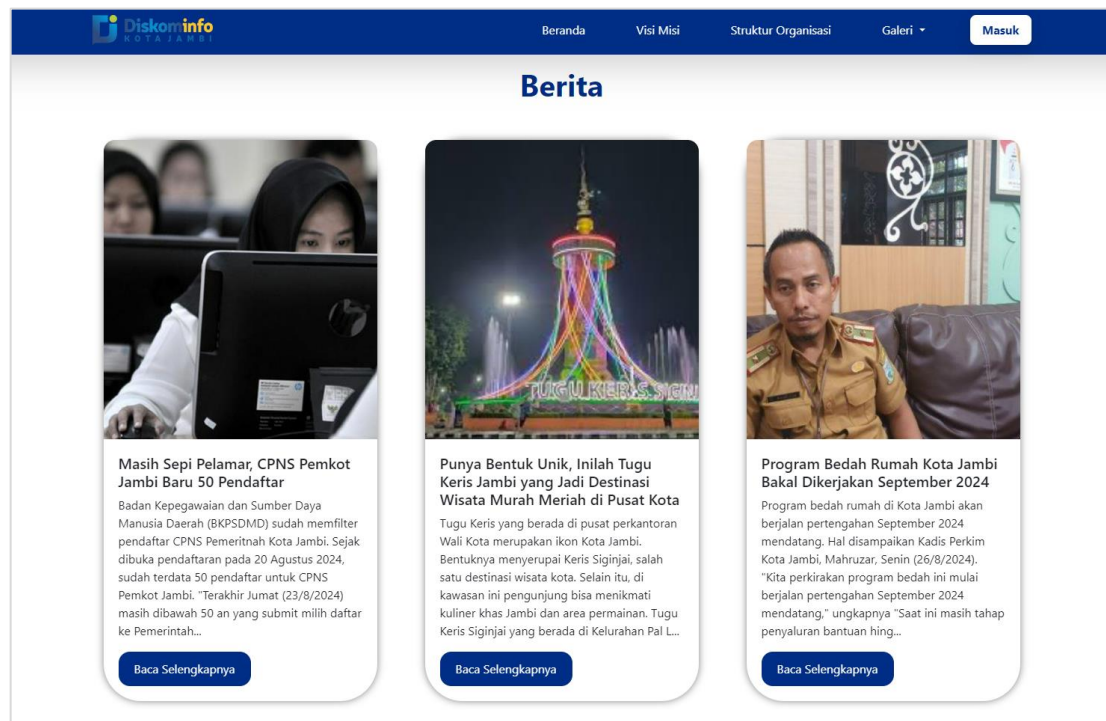 Diskominfo
KOTA JAMBI
Beranda
Visi Misi
Struktur Organisasi
Galeri
Masuk
Berita
TUGU KERIS SIGINJ
Masih Sepi Pelamar, CPNS Pemkot
Jambi Baru 50 Pendaftar
Badan Kepegawaian dan Sumber Daya
Manusia Daerah (BKPSDMD) sudah memfilter
pendaftar CPNS Pemeritnah Kota Jambi. Sejak
dibuka pendaftaran pada 20 Agustus 2024,
sudah terdata 50 pendaftar untuk CPNS
Pemkot Jambi. "Terakhir Jumat (23/8/2024)
masih dibawah 50 an yang submit milih daftar
ke Pemerintah...
Baca Selengkapnya
Punya Bentuk Unik, Inilah Tugu
Keris Jambi yang Jadi Destinasi
Wisata Murah Meriah di Pusat Kota
Tugu Keris yang berada di pusat perkantoran
Wali Kota merupakan ikon Kota Jambi.
Bentuknya menyerupai Keris Siginjai, salah
satu destinasi wisata kota. Selain itu, di
kawasan ini pengunjung bisa menikmati
kuliner khas Jambi dan area permainan. Tugu
Keris Siginjai yang berada di Kelurahan Pal L...
Baca Selengkapnya
Program Bedah Rumah Kota Jambi
Bakal Dikerjakan September 2024
Program bedah rumah di Kota Jambi akan
berjalan pertengahan September 2024
mendatang. Hal disampaikan Kadis Perkim
Kota Jambi, Mahruzar, Senin (26/8/2024).
"Kita perkirakan program bedah ini mulai
berjalan pertengahan September 2024
mendatang," ungkapnya "Saat ini masih tahap
penyaluran bantuan hing...
Baca Selengkapnya